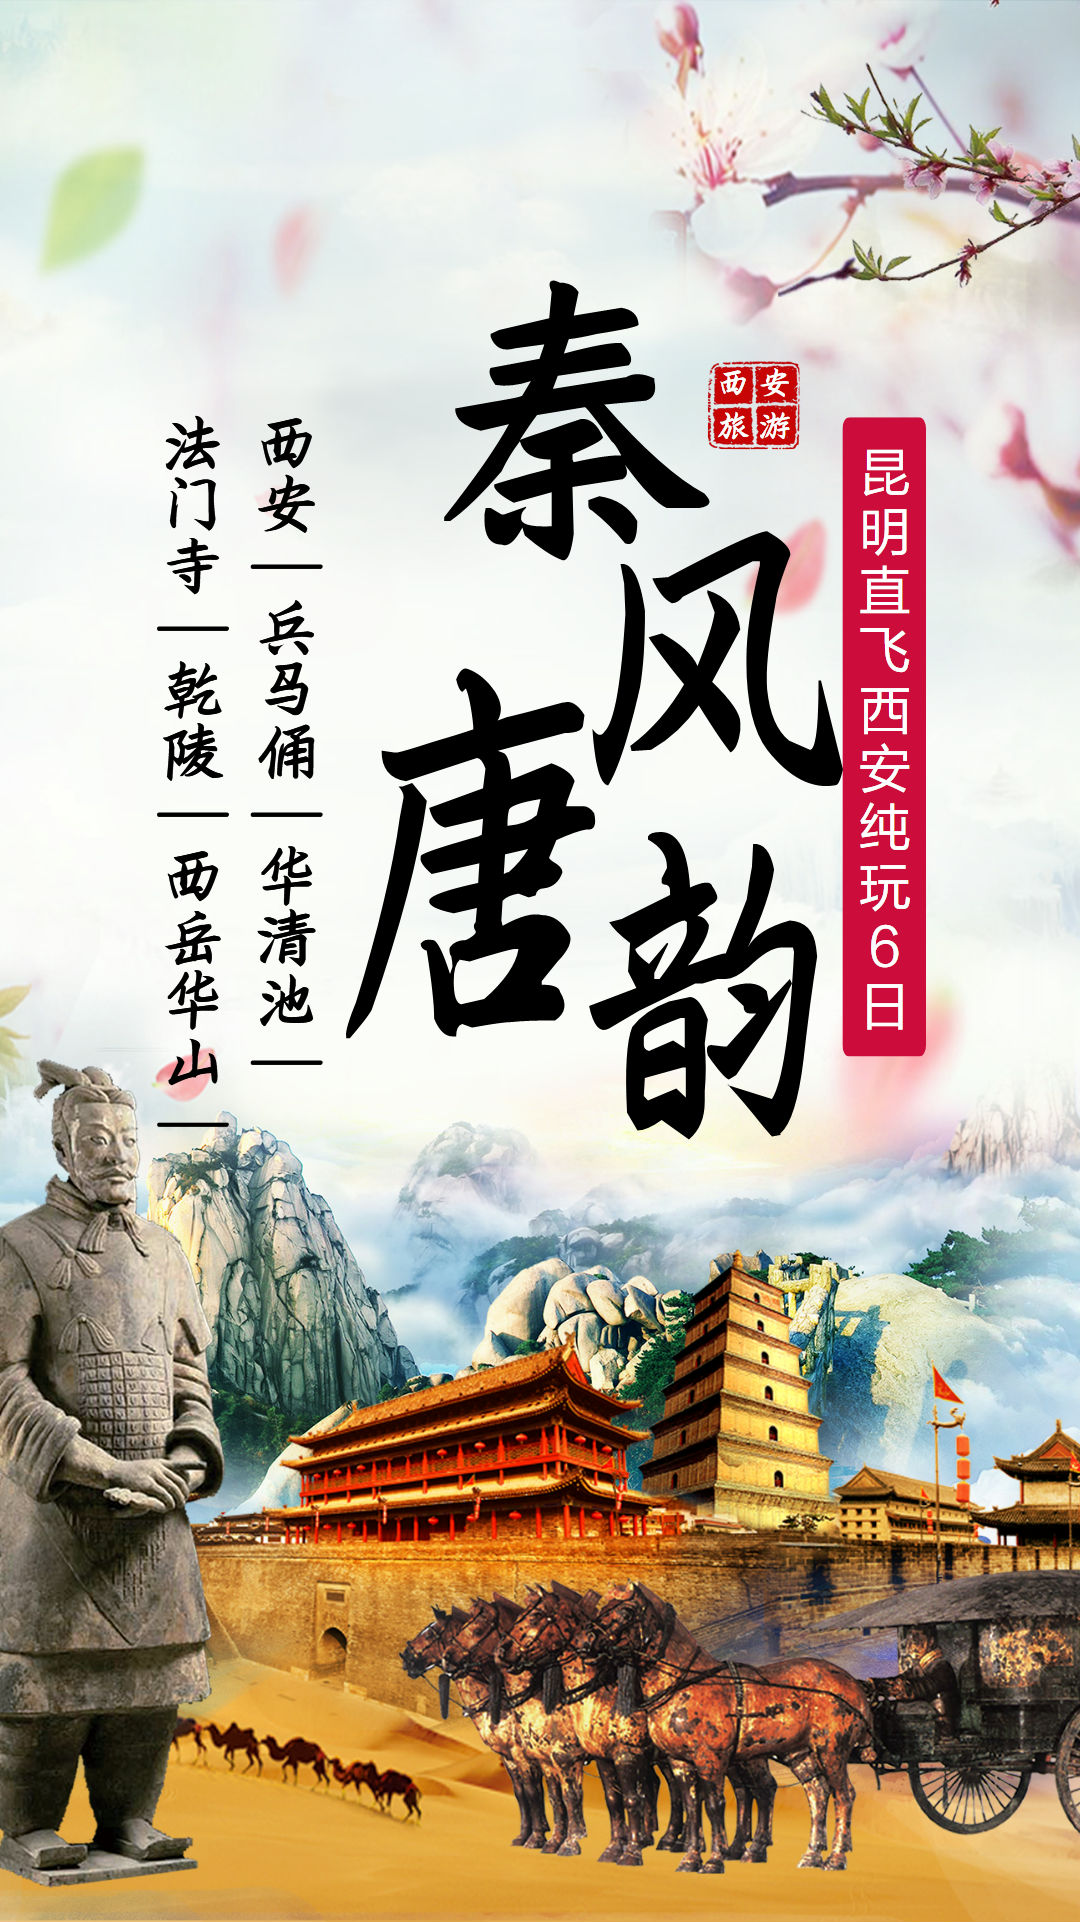 秦风
唐韵
西安
旅游
昆明直飞西安纯玩6日
西安—兵马俑—华清池—
法门寺—乾陵—西岳华山—